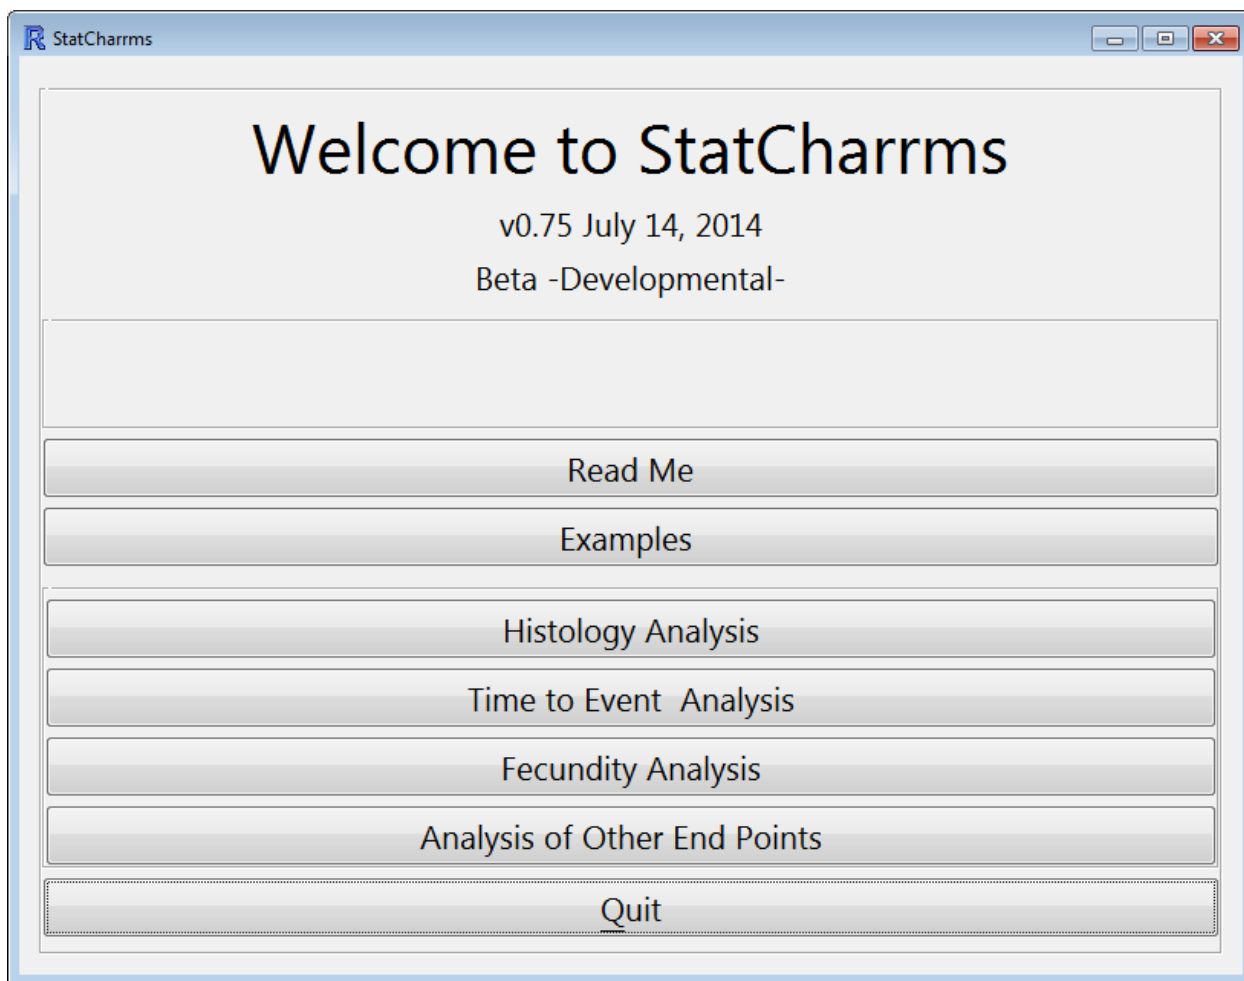 StatCharrms
Welcome to StatCharrms
v0.75 July 14, 2014
Beta -Developmental-
Read Me
Examples
Histology Analysis
Time to Event  Analysis
Fecundity Analysis
Analysis of Other End Points
Quit